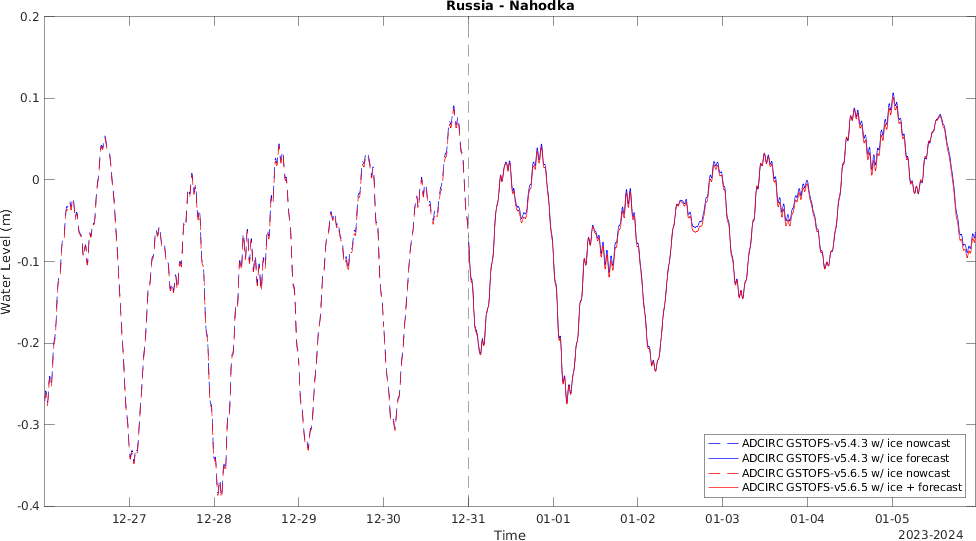 Russia - Nahodka
0.2
0.1
0
-0.1
-0.2
-0.3
-0.4
Water Level (m)
12-27 12-28 12-29 12-30 12-31 01-01 01-02 01-03 01-04 01-05
Time
2023-2024
ADCIRC GSTOFS-v5.4.3 w/ ice nowcast
ADCIRC GSTOFS-v5.4.3 w/ ice forecast
ADCIRC GSTOFS-v5.6.5 w/ ice nowcast
ADCIRC GSTOFS-v5.6.5 w/ ice + forecast